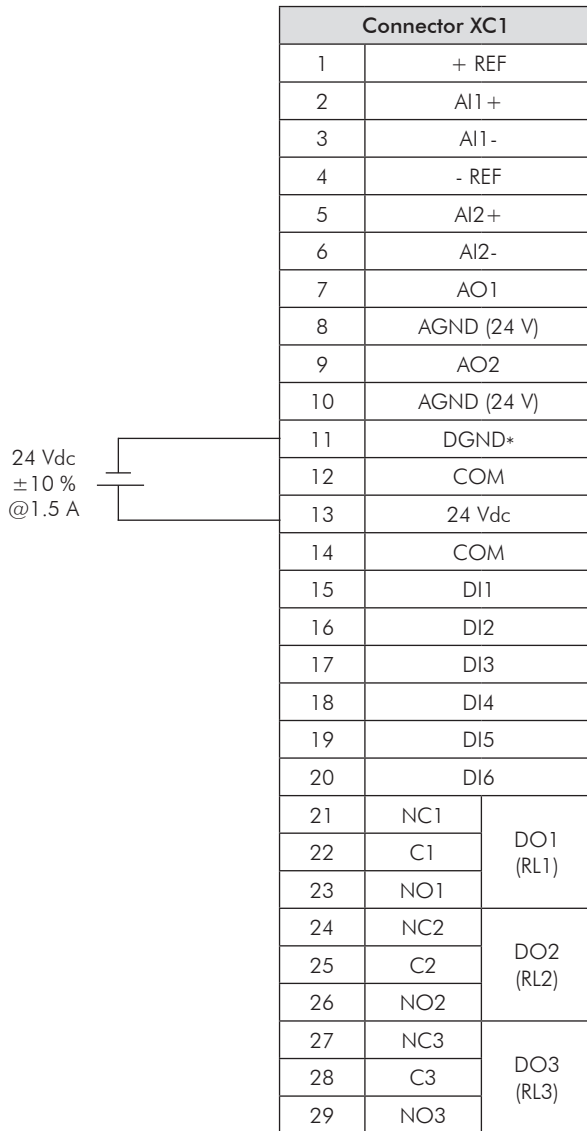 Connector XC1
1 + REF
2 AI1+
3 AI1-
4 - REF
5 AI2+
6 AI2-
7 AO1
8 AGND (24 V)
9 AO2
10 AGND (24 V)
11 DGND*
12 COM
13 24 Vdc
14 COM
15 DI1
16 DI2
17 DI3
18 DI4
19 DI5
20 DI6
21 NC1
22 C1
23 NO1
DO1
(RL1)
24 NC2
25 C2
26 NO2
DO2
(RL2)
27 NC3
28 C3
29 NO3
DO3
(RL3)
24 Vdc
±10 %
@1.5 A